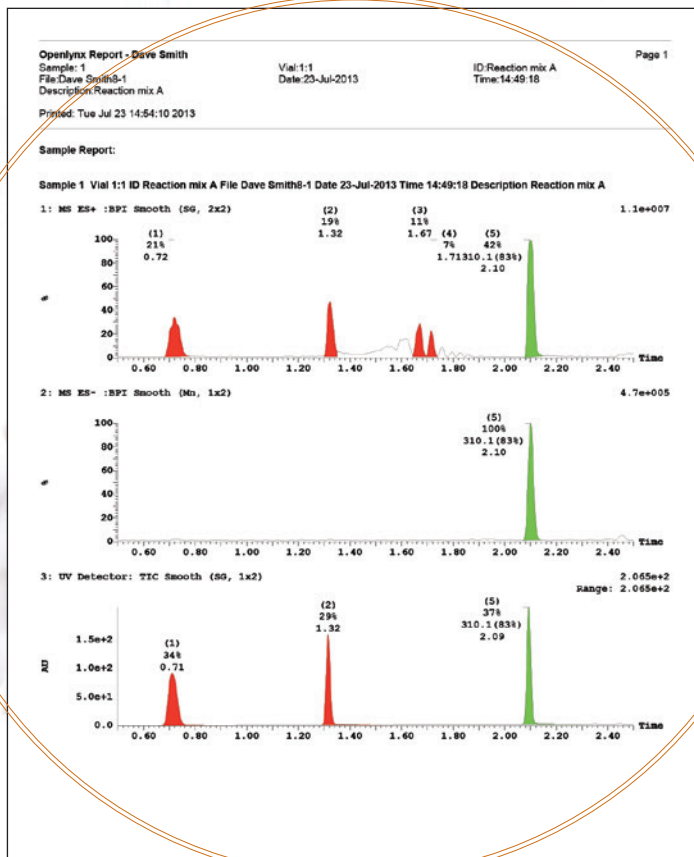 Openlynx Report - Dave Smith Page 1
Sample: 1 Vial:1:1 ID:Reaction mix A
File:Dave Smith8-1 Date:23-Jul-2013 Time:14:49:18
Description:Reaction mix A
Printed: Tue Jul 23 14:54:10 2013
Sample Report:
Sample 1 Vial 1:1 ID Reaction mix A File Dave Smith8-1 Date 23-Jul-2013 Time 14:49:18 Description Reaction mix A
1: MS ES+ :BPI Smooth (SG, 2x2) 1.1e+007
(1) (2) (3) (4) (5)
21% 19% 11% 7% 42%
0.72 1.32 1.67 1.71 310.1(83%)
2.10
100
80
60
40
20
0
%
0.60 0.80 1.00 1.20 1.40 1.60 1.80 2.00 2.20 2.40 Time
2: MS ES- :BPI Smooth (Mn, 1x2) 4.7e+005
(5)
100%
310.1(83%)
2.10
100
80
60
40
20
0
%
0.60 0.80 1.00 1.20 1.40 1.60 1.80 2.00 2.20 2.40 Time
3: UV Detector: TIC Smooth (SG, 1x2) 2.065e+2
Range: 2.065e+2
(1) (2) (5)
34% 29% 37%
0.71 1.32 310.1(83%)
2.09
1.5e+2
1.0e+2
5.0e+1
0.0
AU
0.60 0.80 1.00 1.20 1.40 1.60 1.80 2.00 2.20 2.40 Time